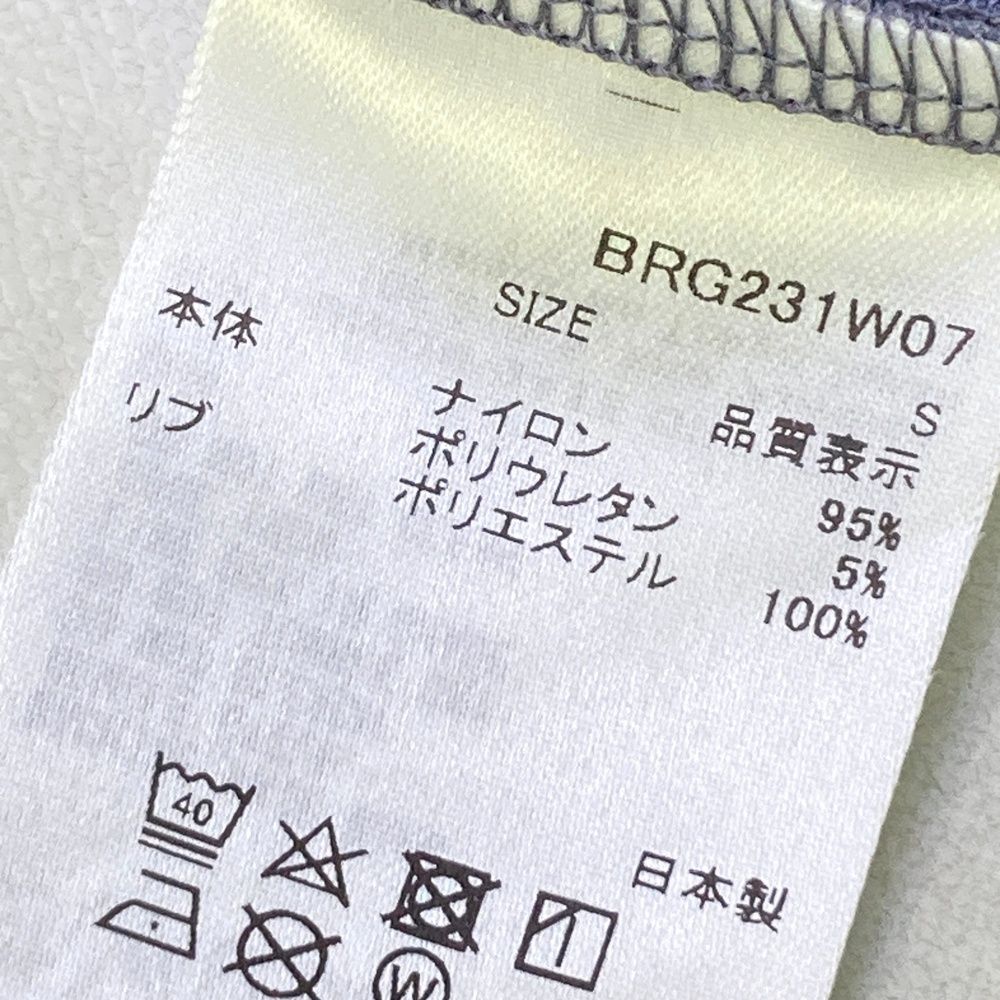 BRG231W07
SIZE S
品質表示
本体 ナイロン 95%
ポリウレタン 5%
リブ ポリエステル 100%
40
W
日本製